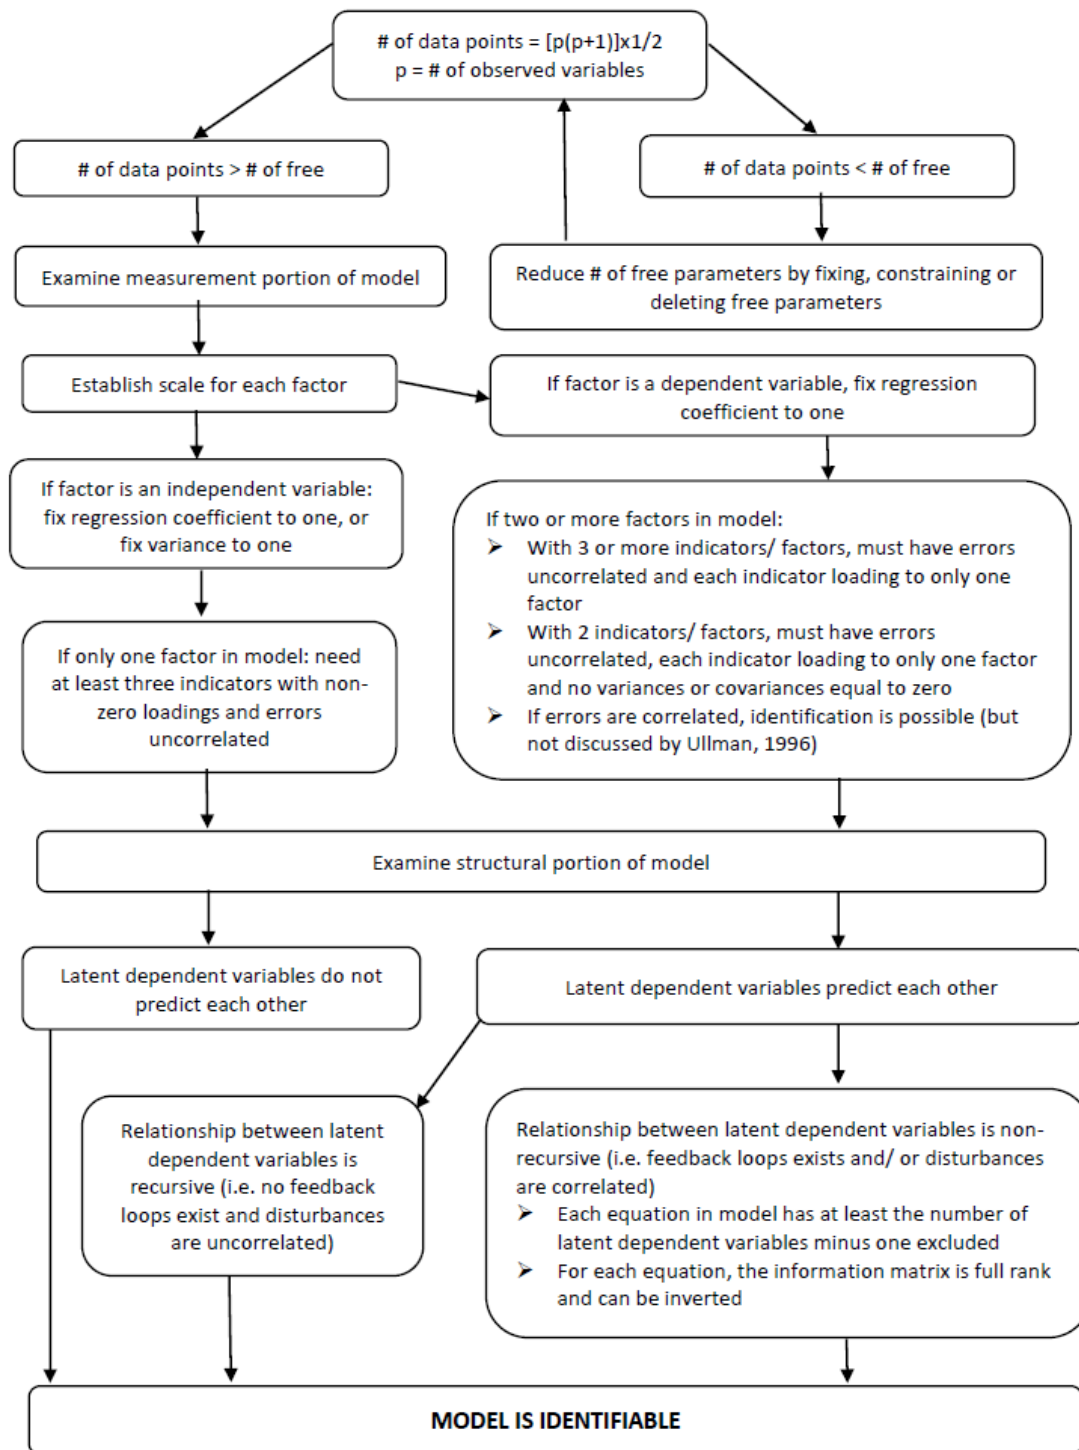 # of data points = [p(p+1)]x1/2
p = # of observed variables
# of data points > # of free
# of data points < # of free
Examine measurement portion of model
Reduce # of free parameters by fixing, constraining or
deleting free parameters
Establish scale for each factor
If factor is a dependent variable, fix regression
coefficient to one
If factor is an independent variable:
fix regression coefficient to one, or
fix variance to one
If two or more factors in model:
➢ With 3 or more indicators/ factors, must have errors
uncorrelated and each indicator loading to only one
factor
➢ With 2 indicators/ factors, must have errors
uncorrelated, each indicator loading to only one factor
and no variances or covariances equal to zero
➢ If errors are correlated, identification is possible (but
not discussed by Ullman, 1996)
If only one factor in model: need
at least three indicators with non-
zero loadings and errors
uncorrelated
Examine structural portion of model
Latent dependent variables do not
predict each other
Latent dependent variables predict each other
Relationship between latent
dependent variables is
recursive (i.e. no feedback
loops exist and disturbances
are uncorrelated)
Relationship between latent dependent variables is non-
recursive (i.e. feedback loops exists and/ or disturbances
are correlated)
➢ Each equation in model has at least the number of
latent dependent variables minus one excluded
➢ For each equation, the information matrix is full rank
and can be inverted
MODEL IS IDENTIFIABLE